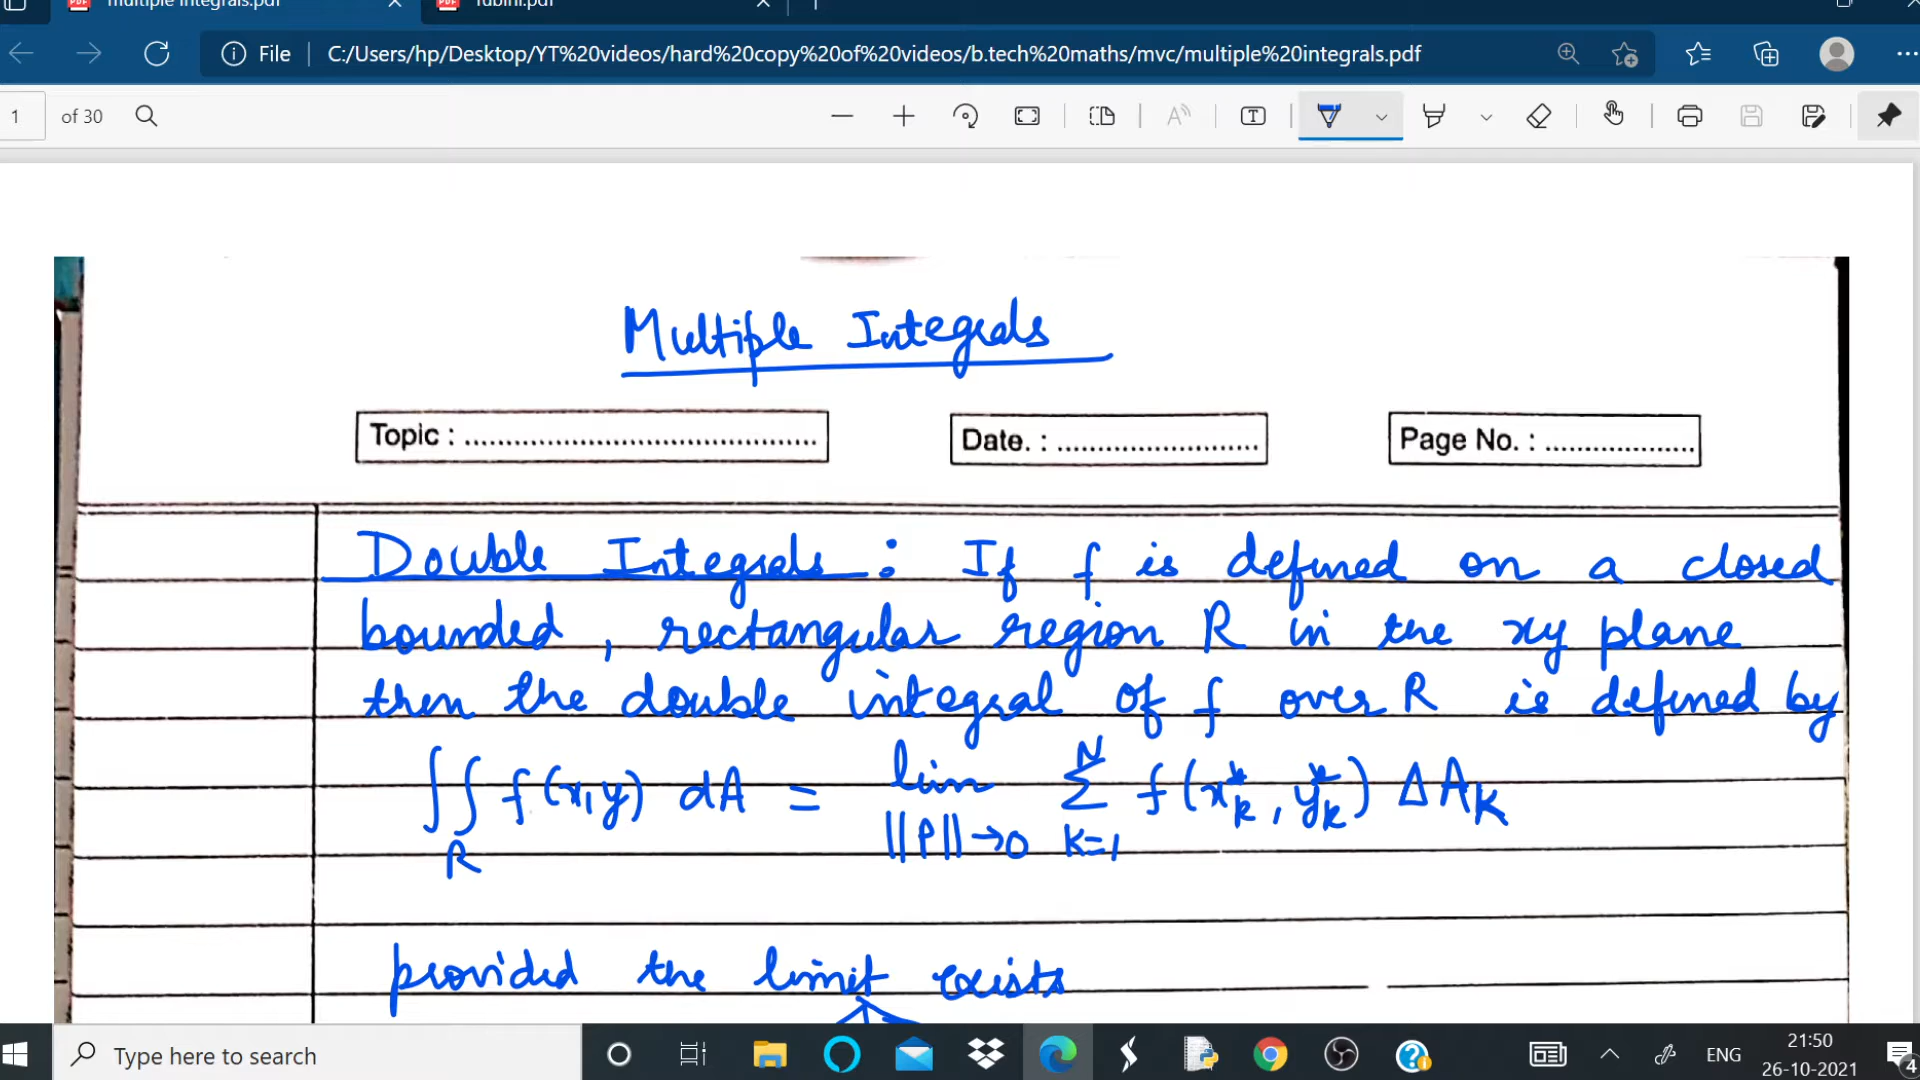 multiple integrals.pdf
fubini.pdf
File
C:/Users/hp/Desktop/YT%20videos/hard%20copy%20of%20videos/b.tech%20maths/mvc/multiple%20integrals.pdf
1 of 30
Multiple Integrals
Topic : ........................................... Date. : ........................ Page No. : ..................
Double Integrals : If f is defined on a closed
bounded, rectangular region R in the xy plane
then the double integral of f over R is defined by
∬ f(x,y) dA = lim Σ f(x*k, y*k) ΔAk
R ||P||→0 K=1 N
provided the limit exists
Type here to search
ENG
21:50
26-10-2021
4